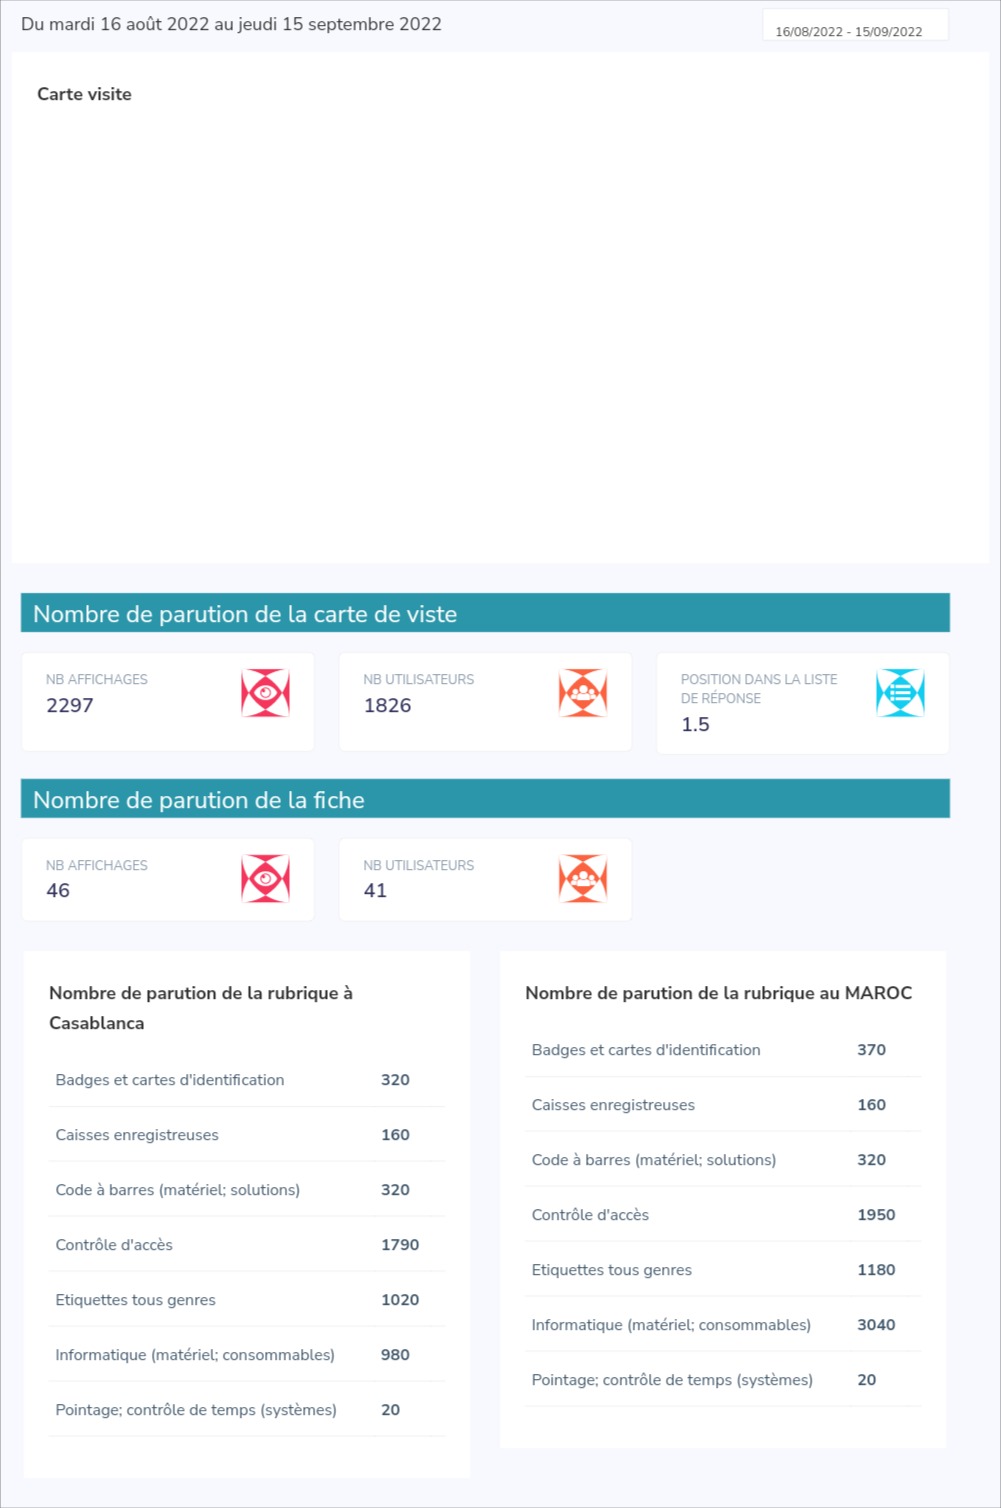 Du mardi 16 août 2022 au jeudi 15 septembre 2022
16/08/2022 - 15/09/2022
Carte visite
Nombre de parution de la carte de viste
NB AFFICHAGES
2297
NB UTILISATEURS
1826
POSITION DANS LA LISTE
DE RÉPONSE
1.5
Nombre de parution de la fiche
NB AFFICHAGES
46
NB UTILISATEURS
41
Nombre de parution de la rubrique à
Casablanca
Badges et cartes d'identification 320
Caisses enregistreuses 160
Code à barres (matériel; solutions) 320
Contrôle d'accès 1790
Etiquettes tous genres 1020
Informatique (matériel; consommables) 980
Pointage; contrôle de temps (systèmes) 20
Nombre de parution de la rubrique au MAROC
Badges et cartes d'identification 370
Caisses enregistreuses 160
Code à barres (matériel; solutions) 320
Contrôle d'accès 1950
Etiquettes tous genres 1180
Informatique (matériel; consommables) 3040
Pointage; contrôle de temps (systèmes) 20